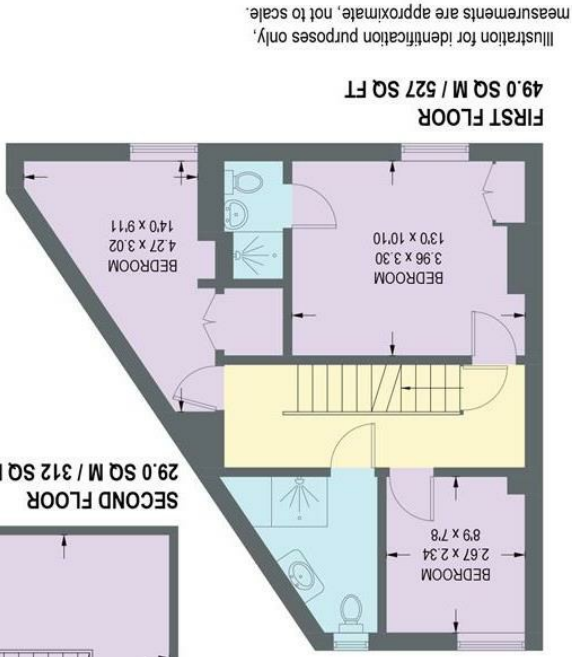 BEDROOM
2.67 x 2.34
8'9 x 7'8
SECOND FLOOR
29.0 SQ M / 312 SQ
BEDROOM
3.96 x 3.30
13'0 x 10'10
BEDROOM
4.27 x 3.02
14'0 x 9'11
FIRST FLOOR
49.0 SQ M / 527 SQ FT
Illustration for identification purposes only,
measurements are approximate, not to scale.